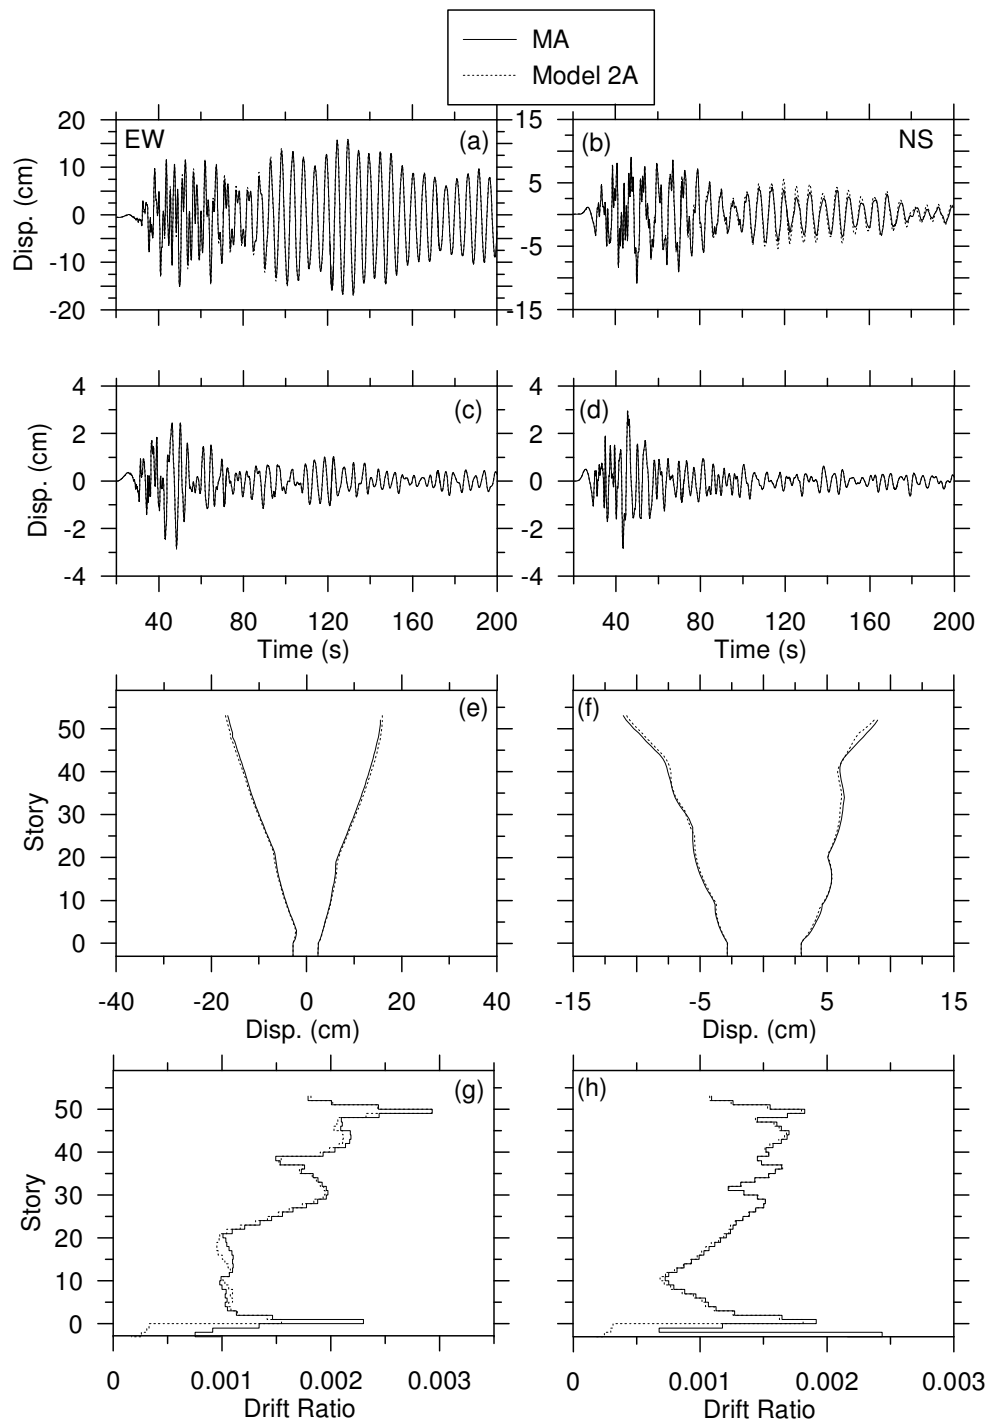 MA
Model 2A
20 15
EW (a) (b) NS
10 5
Disp. (cm) 0
-10 -5
-20 -15
4 4
(c) (d)
2 2
Disp. (cm) 0 0
-2 -2
-4 -4
40 80 120 160 200 40 80 120 160 200
Time (s) Time (s)
(e) (f)
50
40
30
Story
20
10
0
-40 -20 0 20 40 -15 -5 5 15
Disp. (cm) Disp. (cm)
(g) (h)
50
40
30
Story
20
10
0
0 0.001 0.002 0.003 0 0.001 0.002 0.003
Drift Ratio Drift Ratio